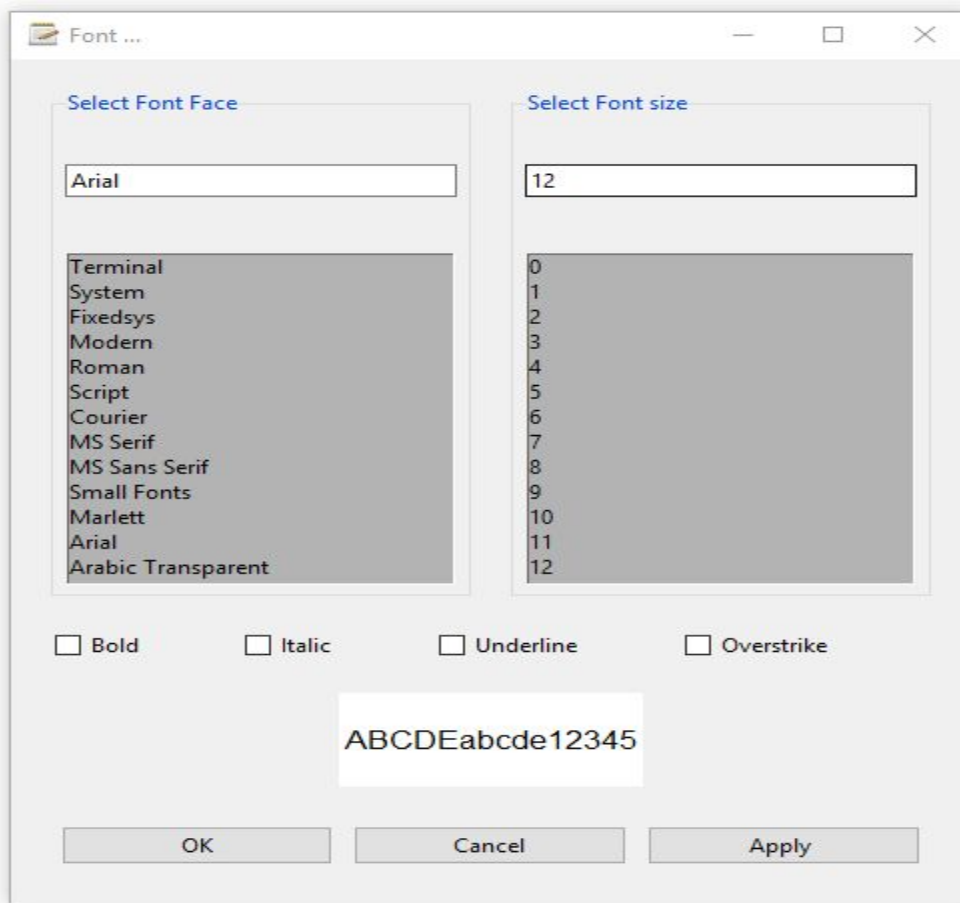 Font ...
Select Font Face
Arial
Terminal
System
Fixedsys
Modern
Roman
Script
Courier
MS Serif
MS Sans Serif
Small Fonts
Marlett
Arial
Arabic Transparent
Select Font size
12
0
1
2
3
4
5
6
7
8
9
10
11
12
Bold
Italic
Underline
Overstrike
ABCDEabcde12345
OK
Cancel
Apply